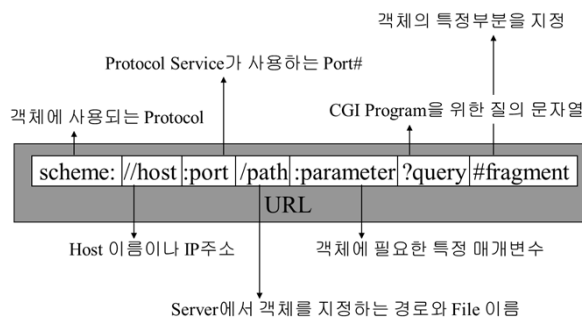 객체의 특정부분을 지정
Protocol Service가 사용하는 Port#
객체에 사용되는 Protocol
CGI Program을 위한 질의 문자열
scheme: //host :port /path :parameter ?query #fragment
URL
Host 이름이나 IP주소
객체에 필요한 특정 매개변수
Server에서 객체를 지정하는 경로와 File 이름